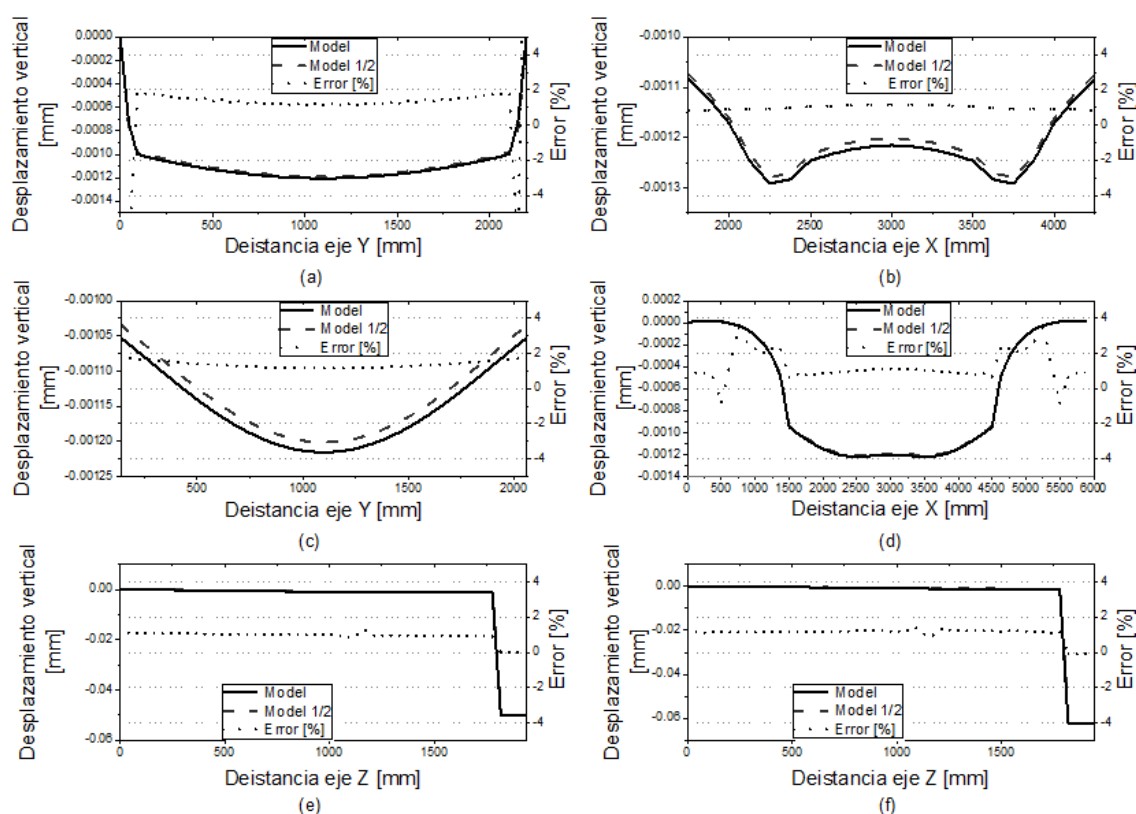 Desplazamiento vertical
[mm]
0.0000
-0.0002
-0.0004
-0.0006
-0.0008
-0.0010
-0.0012
-0.0014
Model
Model 1/2
Error [%]
4
2
0
-2
-4
Error [%]
0
500
1000
1500
2000
Deistancia eje Y [mm]
(a)
Desplazamiento vertical
[mm]
-0.0010
-0.0011
-0.0012
-0.0013
Model
Model 1/2
Error [%]
4
2
0
-2
-4
Error [%]
2000
2500
3000
3500
4000
Deistancia eje X [mm]
(b)
Desplazamiento vertical
[mm]
-0.00100
-0.00105
-0.00110
-0.00115
-0.00120
-0.00125
Model
Model 1/2
Error [%]
4
2
0
-2
-4
Error [%]
500
1000
1500
2000
Deistancia eje Y [mm]
(c)
Desplazamiento vertical
[mm]
0.0002
0.0000
-0.0002
-0.0004
-0.0006
-0.0008
-0.0010
-0.0012
-0.0014
Model
Model 1/2
Error [%]
4
2
0
-2
-4
Error [%]
0
500
1000
1500
2000
2500
3000
3500
4000
4500
5000
5500
6000
Deistancia eje X [mm]
(d)
Desplazamiento vertical
[mm]
0.00
-0.02
-0.04
-0.06
Model
Model 1/2
Error [%]
4
2
0
-2
-4
Error [%]
0
500
1000
1500
Deistancia eje Z [mm]
(e)
Desplazamiento vertical
[mm]
0.00
-0.02
-0.04
-0.06
Model
Model 1/2
Error [%]
4
2
0
-2
-4
Error [%]
0
500
1000
1500
Deistancia eje Z [mm]
(f)